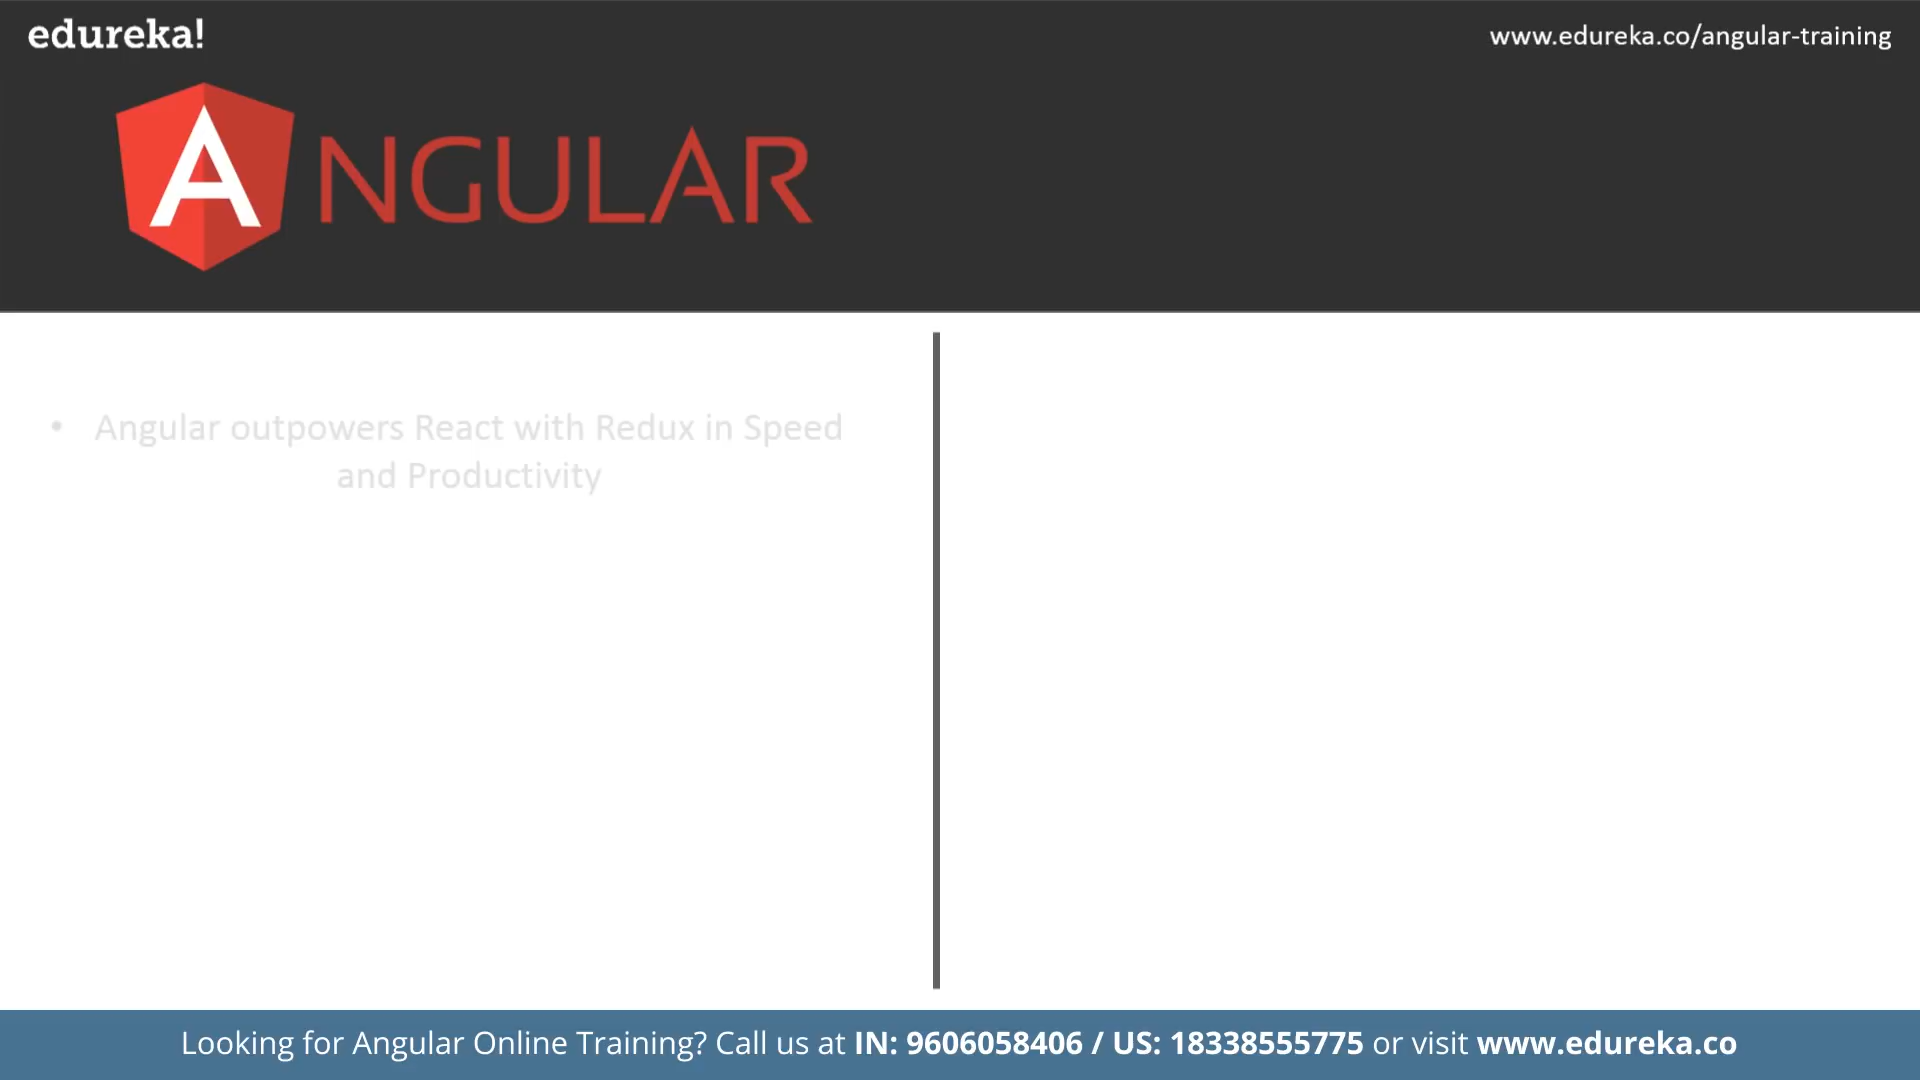 edureka!
www.edureka.co/angular-training
ANGULAR
• Angular outpowers React with Redux in Speed
and Productivity
Looking for Angular Online Training? Call us at IN: 9606058406 / US: 18338555775 or visit www.edureka.co